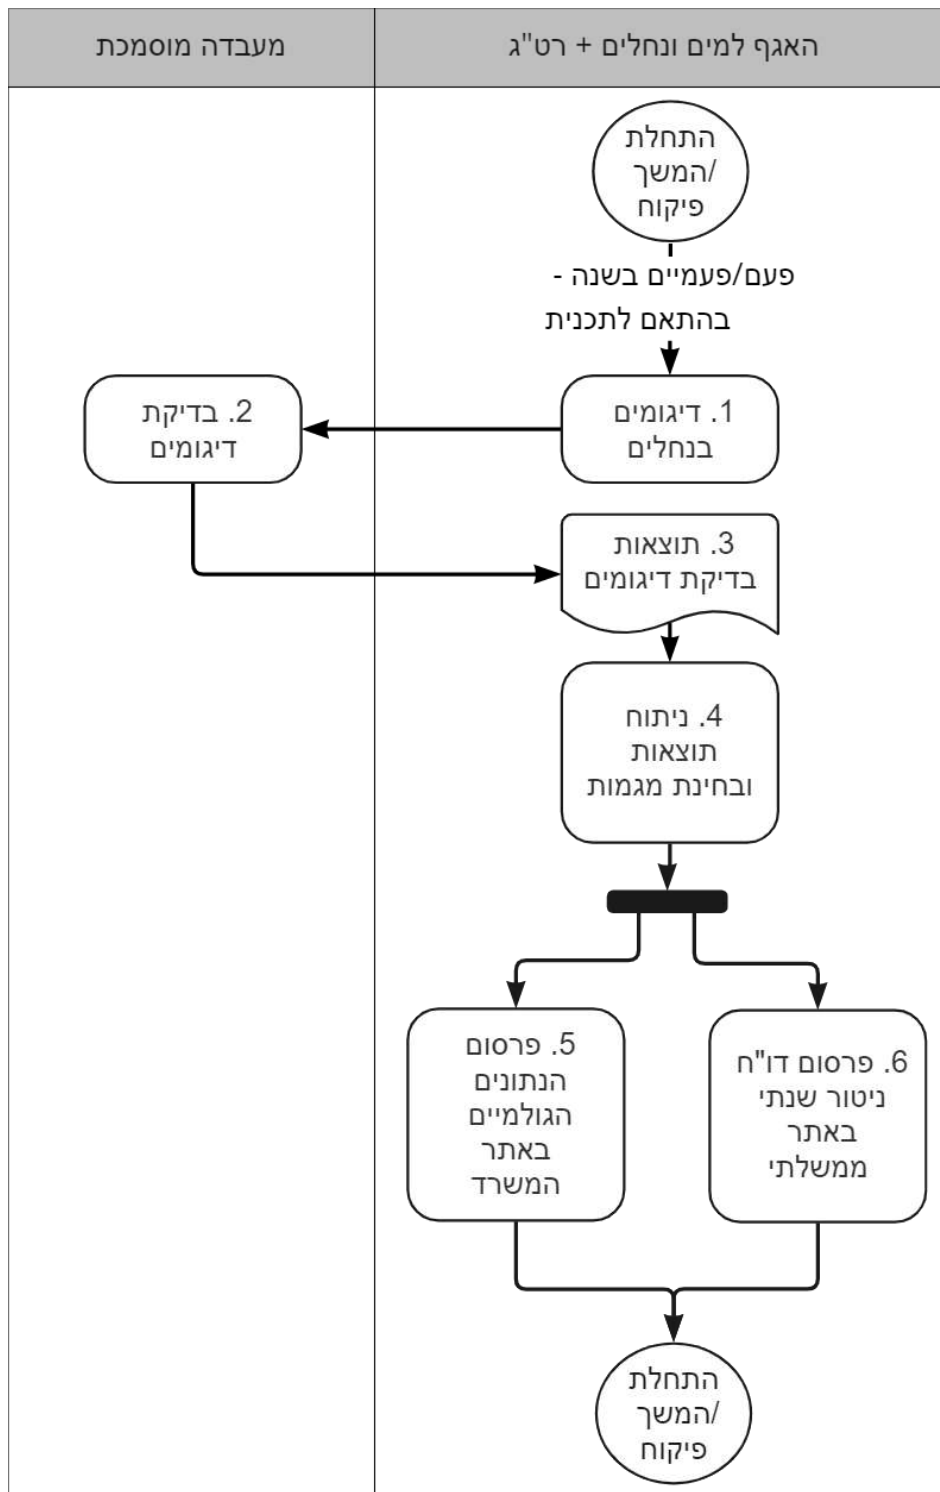 האגף למים ונחלים + רט"ג
מעבדה מוסמכת
התחלת
/המשך
פיקוח
פעם/פעמיים בשנה -
בהתאם לתכנית
1. דיגומים
בנחלים
2. בדיקת
דיגומים
3. תוצאות
בדיקת דיגומים
4. ניתוח
תוצאות
ובחינת מגמות
5. פרסום
הנתונים
הגולמיים
באתר
המשרד
6. פרסום דו"ח
ניטור שנתי
באתר
ממשלתי
התחלת
/המשך
פיקוח